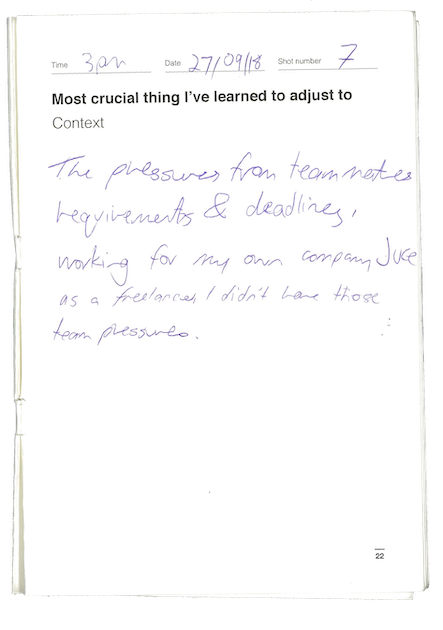 Time 3pm Date 27/09/18 Shot number 7
Most crucial thing I've learned to adjust to
Context
The pressures from teammates
requirements & deadlines,
working for my own company Juce
as a freelancer I didn't have those
team pressures.
22